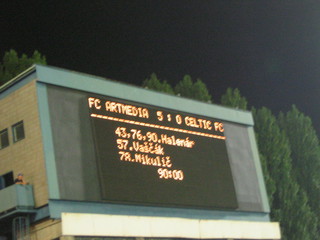 FC ARTMEDIA 5:0 CELTIC FC
43,76,90.Halenár
57.Vaščák
78.Mikulič
90:00